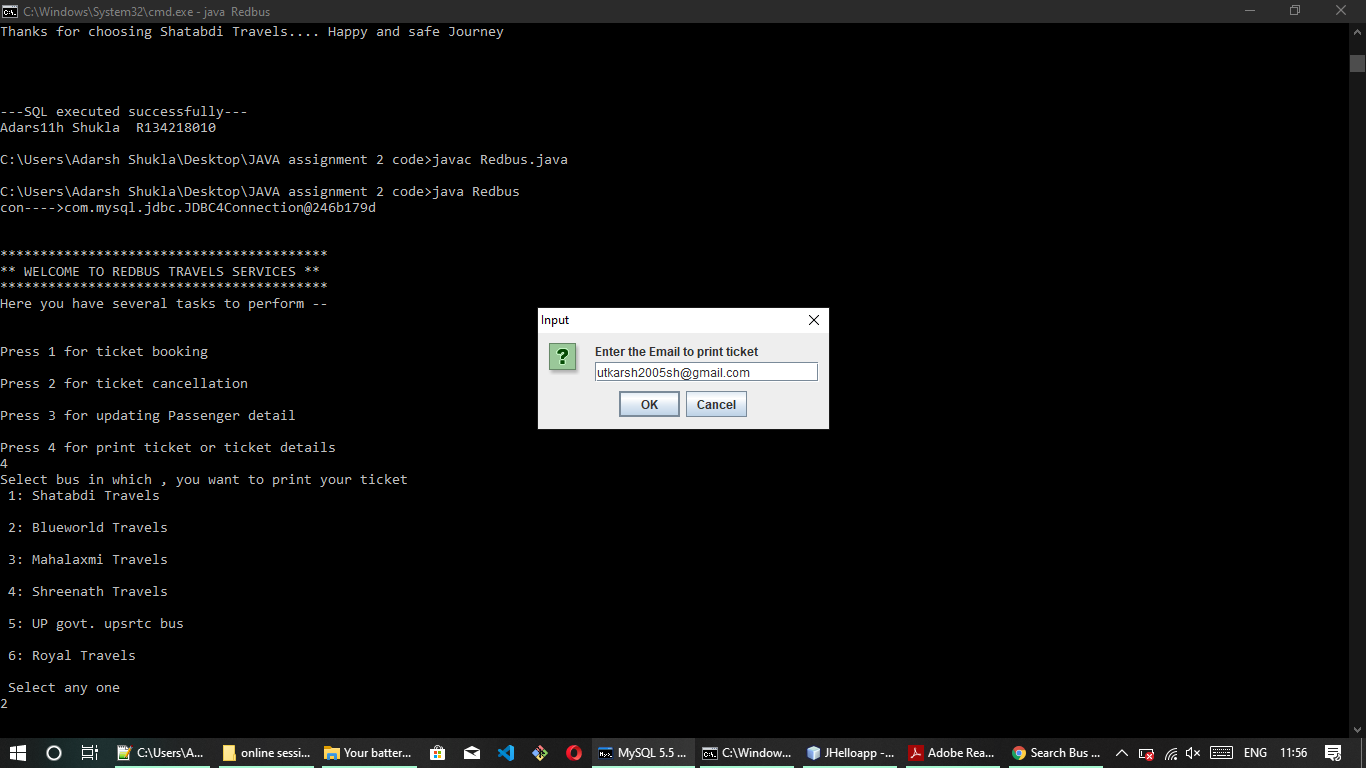 C:\Windows\System32\cmd.exe - java  Redbus
Thanks for choosing Shatabdi Travels.... Happy and safe Journey
---SQL executed successfully---
Adars11h Shukla  R134218010
C:\Users\Adarsh Shukla\Desktop\JAVA assignment 2 code>javac Redbus.java
C:\Users\Adarsh Shukla\Desktop\JAVA assignment 2 code>java Redbus
con---->com.mysql.jdbc.JDBC4Connection@246b179d
*****************************************
** WELCOME TO REDBUS TRAVELS SERVICES **
*****************************************
Here you have several tasks to perform --
Press 1 for ticket booking
Press 2 for ticket cancellation
Press 3 for updating Passenger detail
Press 4 for print ticket or ticket details
4
Select bus in which , you want to print your ticket
1: Shatabdi Travels
2: Blueworld Travels
3: Mahalaxmi Travels
4: Shreenath Travels
5: UP govt. upsrtc bus
6: Royal Travels
Select any one
2
Input
Enter the Email to print ticket
utkarsh2005sh@gmail.com
OK Cancel
C:\Users\A... online sessi... Your batter... MySQL 5.5 ... C:\Window... JHelloapp -... Adobe Rea... Search Bus ... ENG 11:56